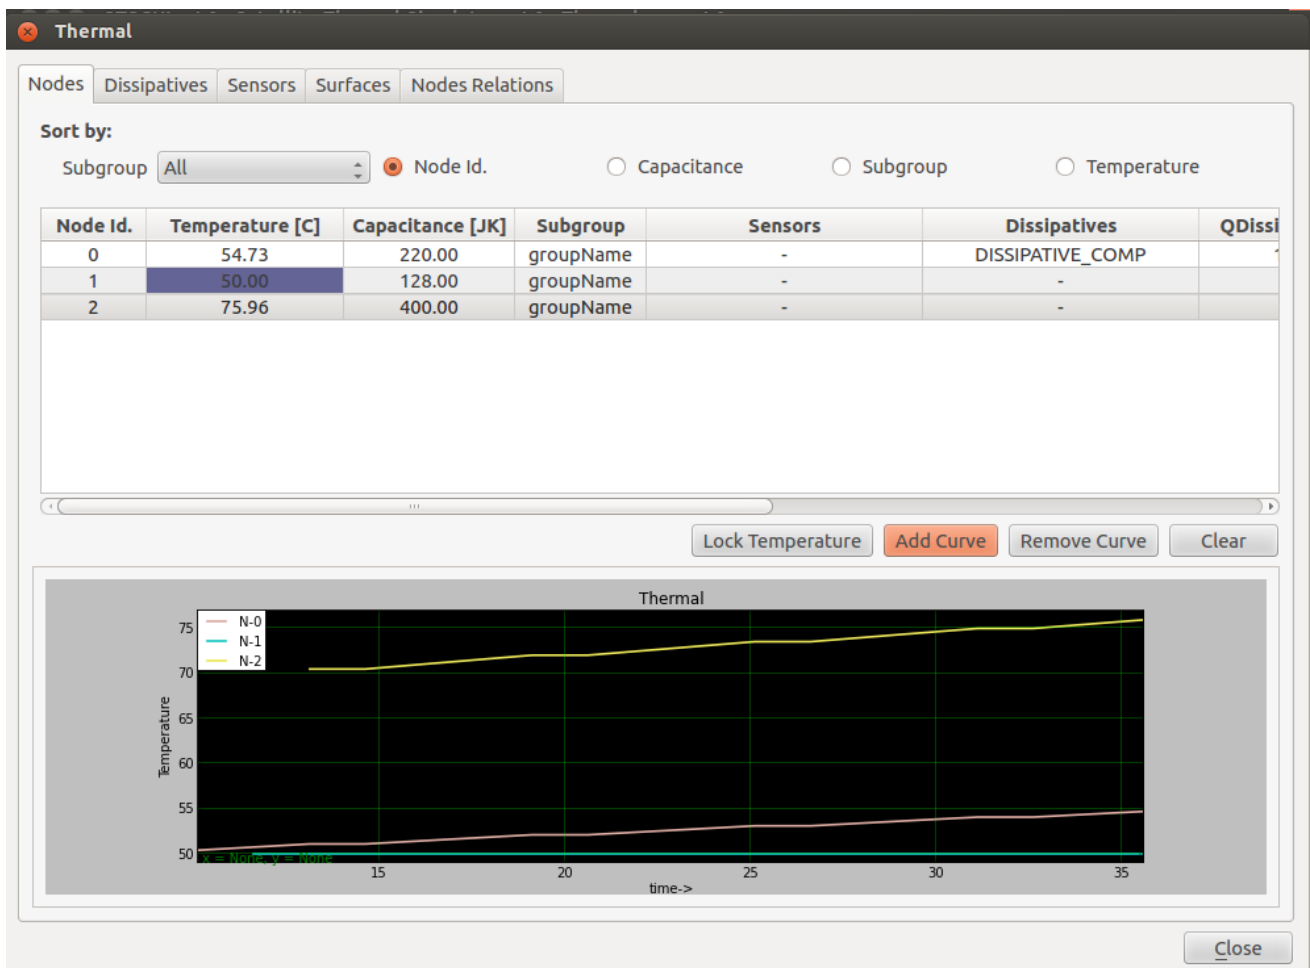 Thermal
Nodes Dissipatives Sensors Surfaces Nodes Relations
Sort by:
Subgroup All Node Id. Capacitance Subgroup Temperature
Node Id. Temperature [C] Capacitance [JK] Subgroup Sensors Dissipatives QDissi
0 54.73 220.00 groupName - DISSIPATIVE_COMP
1 50.00 128.00 groupName - -
2 75.96 400.00 groupName - -
Lock Temperature Add Curve Remove Curve Clear
Thermal
N-0
N-1
N-2
75
70
65
60
55
50
Temperature
x = None, y = None
15 20 25 30 35
time->
Close